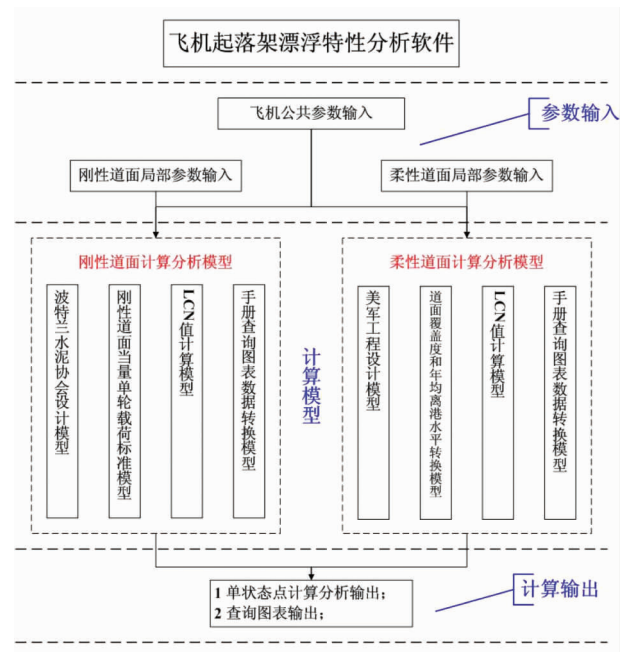 飞机起落架漂浮特性分析软件
飞机公共参数输入
参数输入
刚性道面局部参数输入
柔性道面局部参数输入
刚性道面计算分析模型
波特兰水泥协会设计模型
刚性道面当量单轮载荷标准模型
LCN值计算模型
手册查询图表数据转换模型
计算模型
柔性道面计算分析模型
美军工程设计模型
道面覆盖度和年均离港水平转换模型
LCN值计算模型
手册查询图表数据转换模型
1 单状态点计算分析输出;
2 查询图表输出;
计算输出